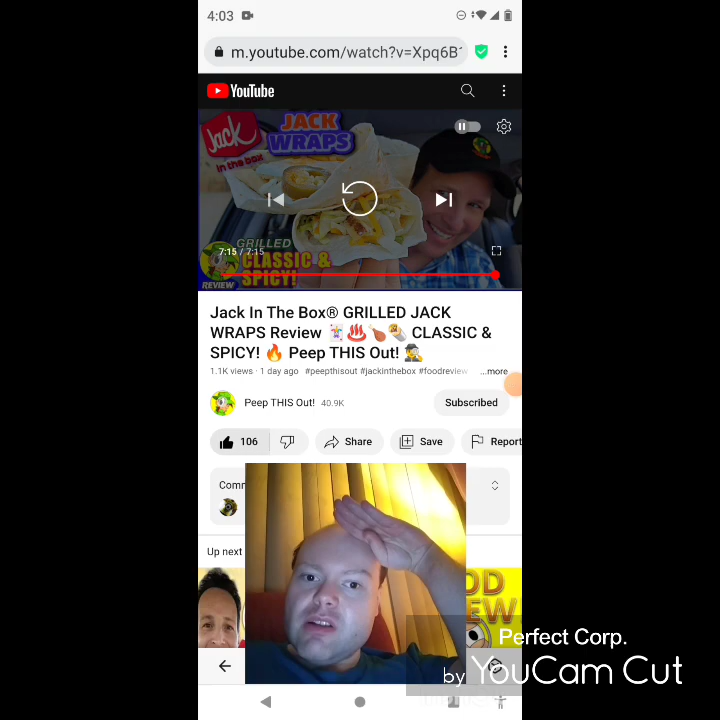 4:03
m.youtube.com/watch?v=Xpq6B
YouTube
Jack
in the box
JACK
WRAPS
GRILLED
CLASSIC &
SPICY!
REVIEW
7:15 / 7:15
Jack In The Box® GRILLED JACK
WRAPS Review 🃏♨️🍗🌯 CLASSIC &
SPICY! 🔥 Peep THIS Out! 🕵️
1.1K views · 1 day ago #peepthisout #jackinthebox #foodreview ...more
Peep THIS Out! 40.9K
Subscribed
106
Share
Save
Report
Comm
Up next
Perfect Corp.
by YouCam Cut